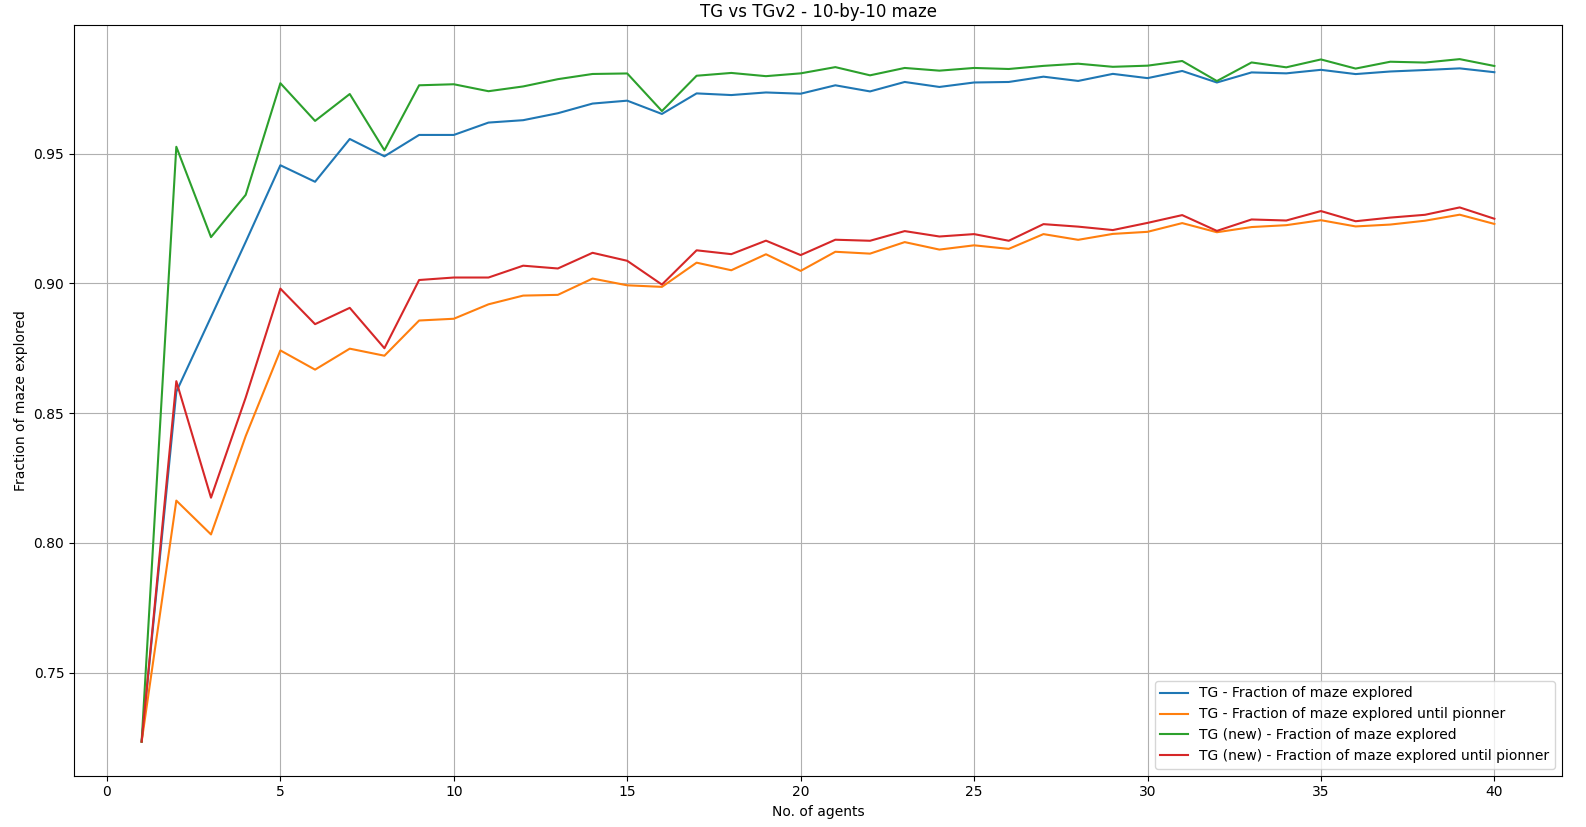 TG vs TGv2 - 10-by-10 maze
Fraction of maze explored
0.95
0.90
0.85
0.80
0.75
0 5 10 15 20 25 30 35 40
No. of agents
TG - Fraction of maze explored
TG - Fraction of maze explored until pionner
TG (new) - Fraction of maze explored
TG (new) - Fraction of maze explored until pionner